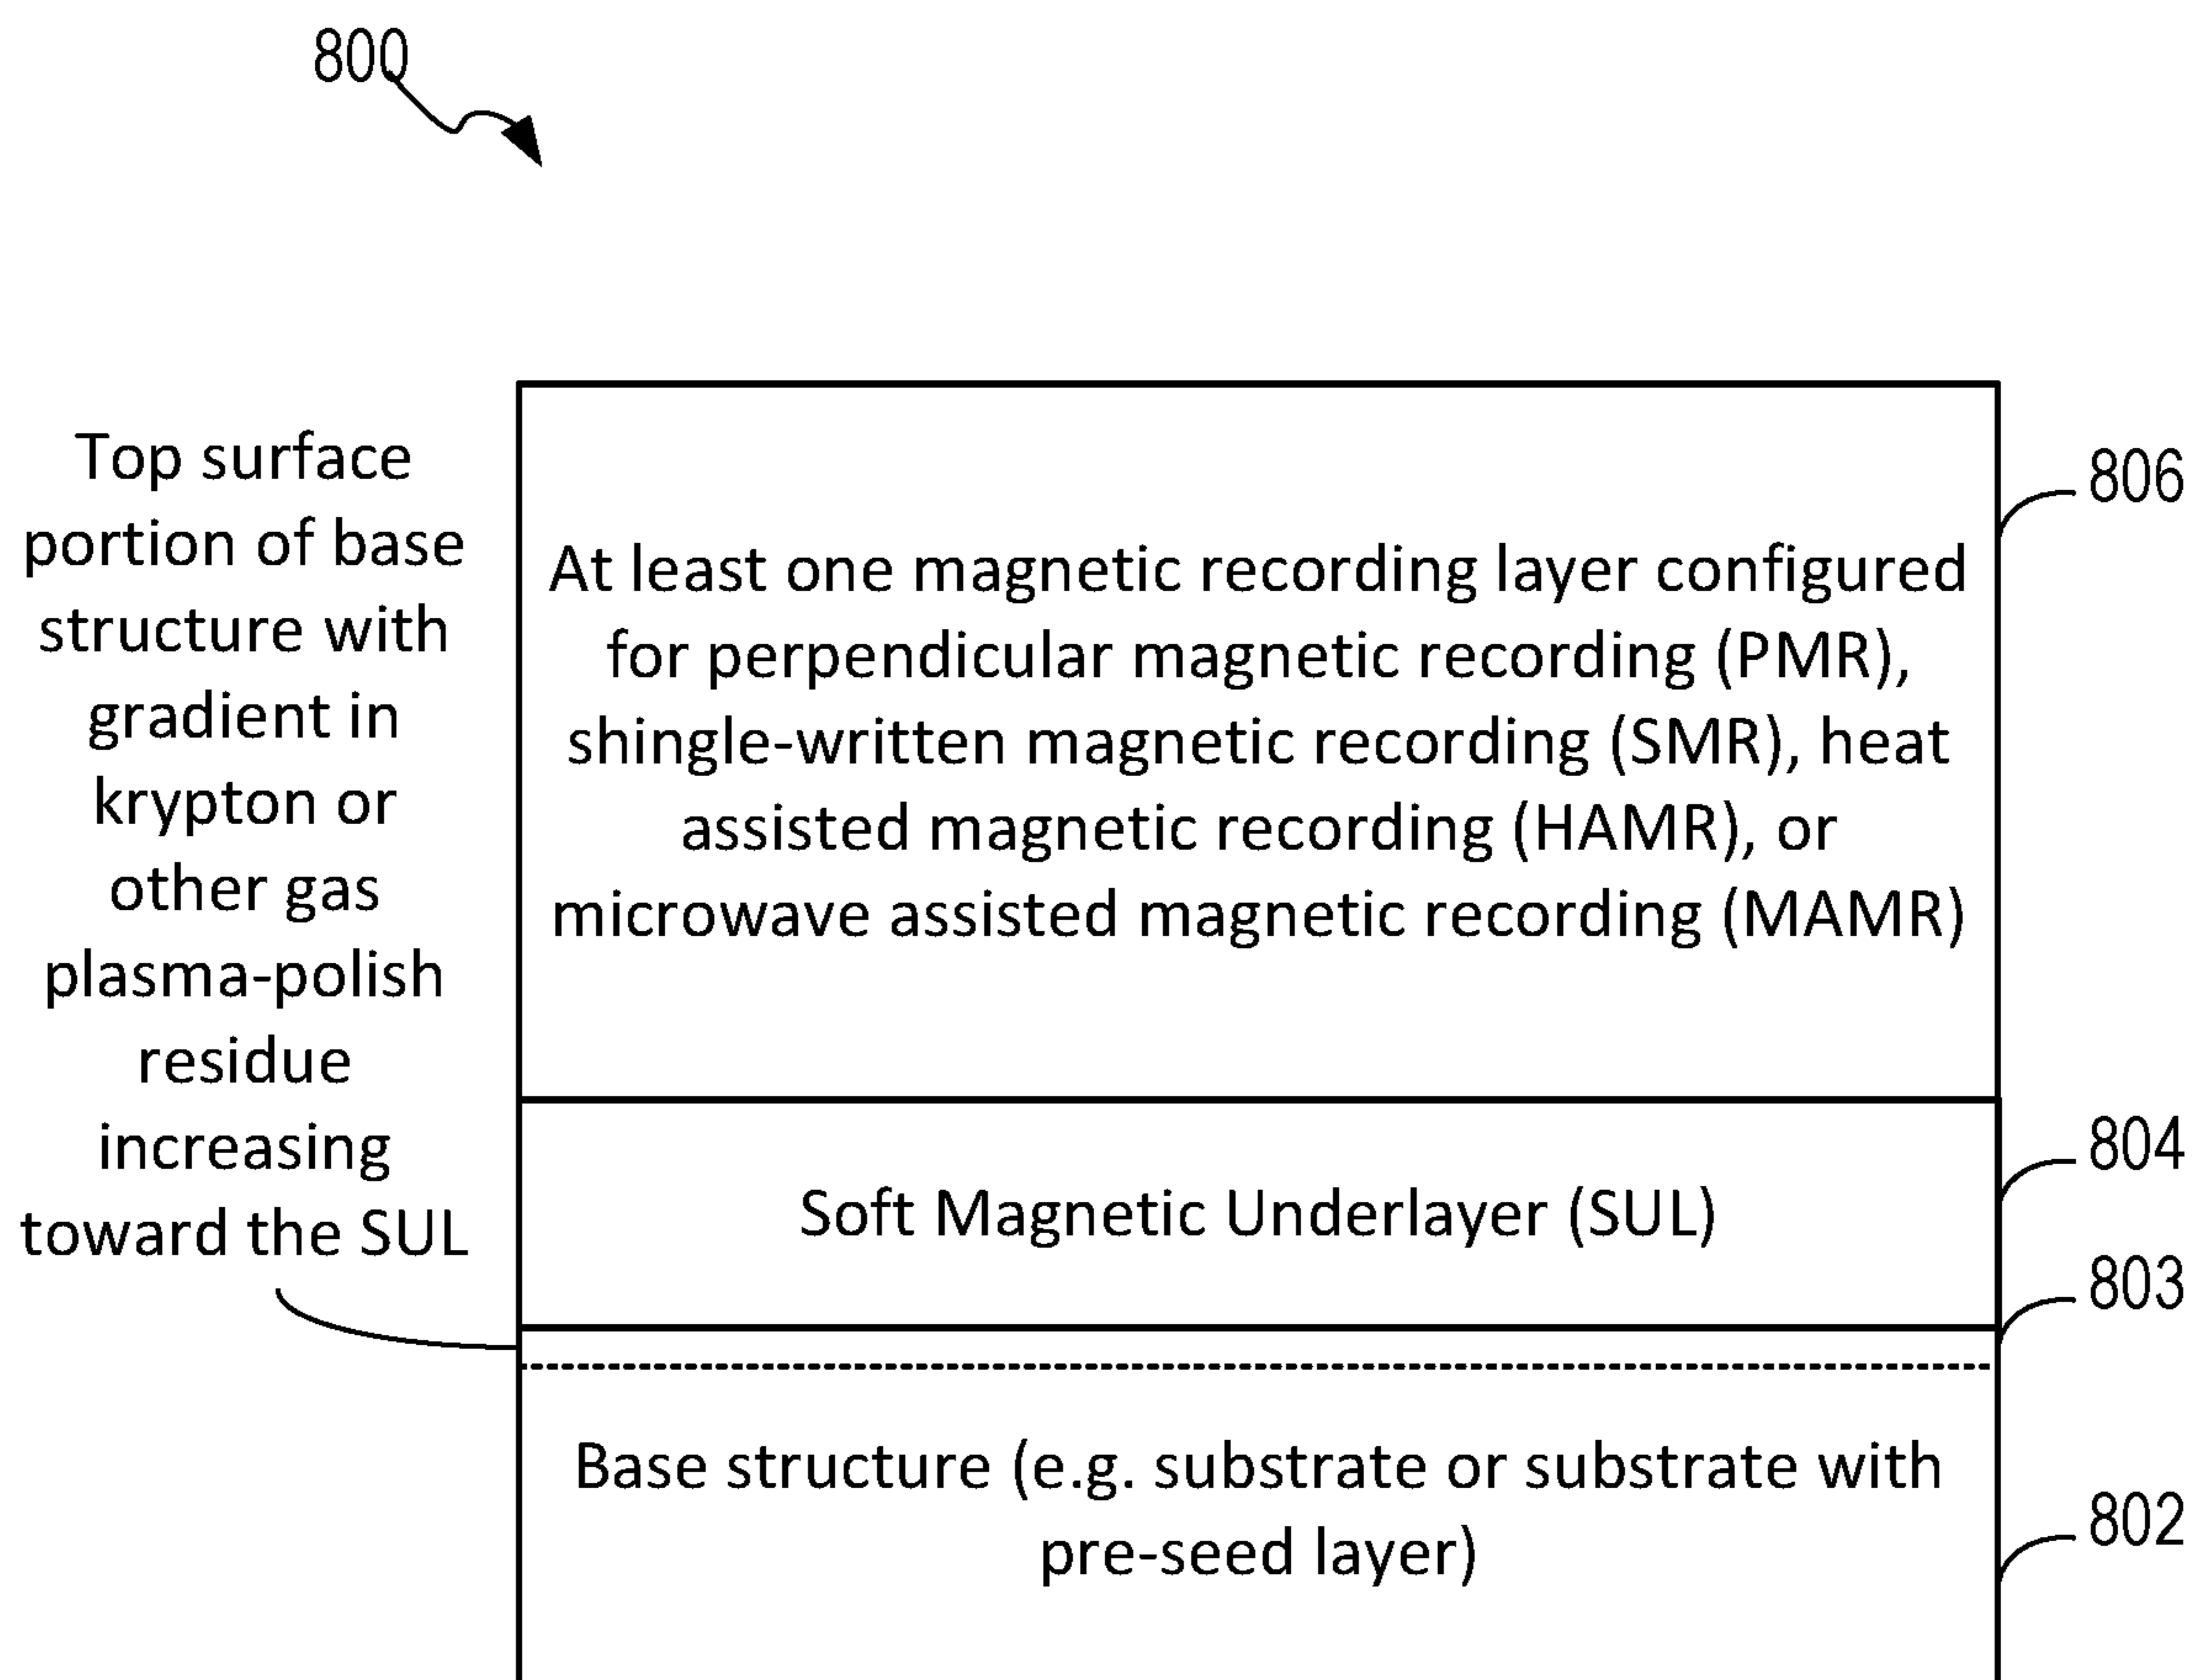 800
Top surface
portion of base
structure with
gradient in
krypton or
other gas
plasma-polish
residue
increasing
toward the SUL
At least one magnetic recording layer configured
for perpendicular magnetic recording (PMR),
shingle-written magnetic recording (SMR), heat
assisted magnetic recording (HAMR), or
microwave assisted magnetic recording (MAMR)
806
Soft Magnetic Underlayer (SUL)
804
803
Base structure (e.g. substrate or substrate with
pre-seed layer)
802